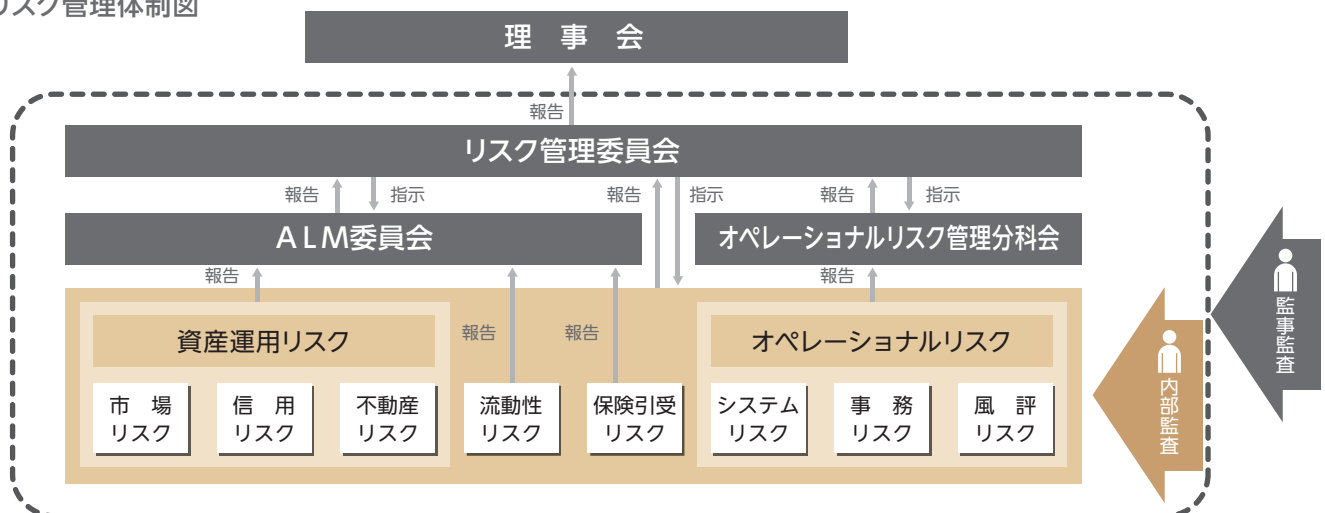 リスク管理体制図
理　事　会
報告
リスク管理委員会
報告
指示
報告
指示
報告
指示
ALM委員会
オペレーショナルリスク管理分科会
報告
報告
資産運用リスク
報告
報告
オペレーショナルリスク
市　場
リスク
信　用
リスク
不動産
リスク
流動性
リスク
保険引受
リスク
システム
リスク
事　務
リスク
風　評
リスク
内部監査
監事監査